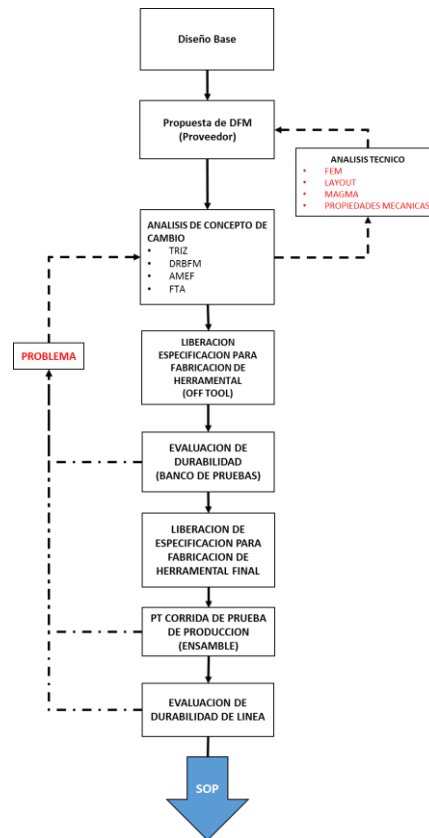 Diseño Base
Propuesta de DFM
(Proveedor)
ANALISIS TECNICO
• FEM
• LAYOUT
• MAGMA
• PROPIEDADES MECANICAS
ANALISIS DE CONCEPTO DE
CAMBIO
• TRIZ
• DRBFM
• AMEF
• FTA
PROBLEMA
LIBERACION
ESPECIFICACION PARA
FABRICACION DE
HERRAMENTAL
(OFF TOOL)
EVALUACION DE
DURABILIDAD
(BANCO DE PRUEBAS)
LIBERACION DE
ESPECIFICACION PARA
FABRICACION DE
HERRAMENTAL FINAL
PT CORRIDA DE PRUEBA
DE PRODUCCION
(ENSAMBLE)
EVALUACION DE
DURABILIDAD DE LINEA
SOP